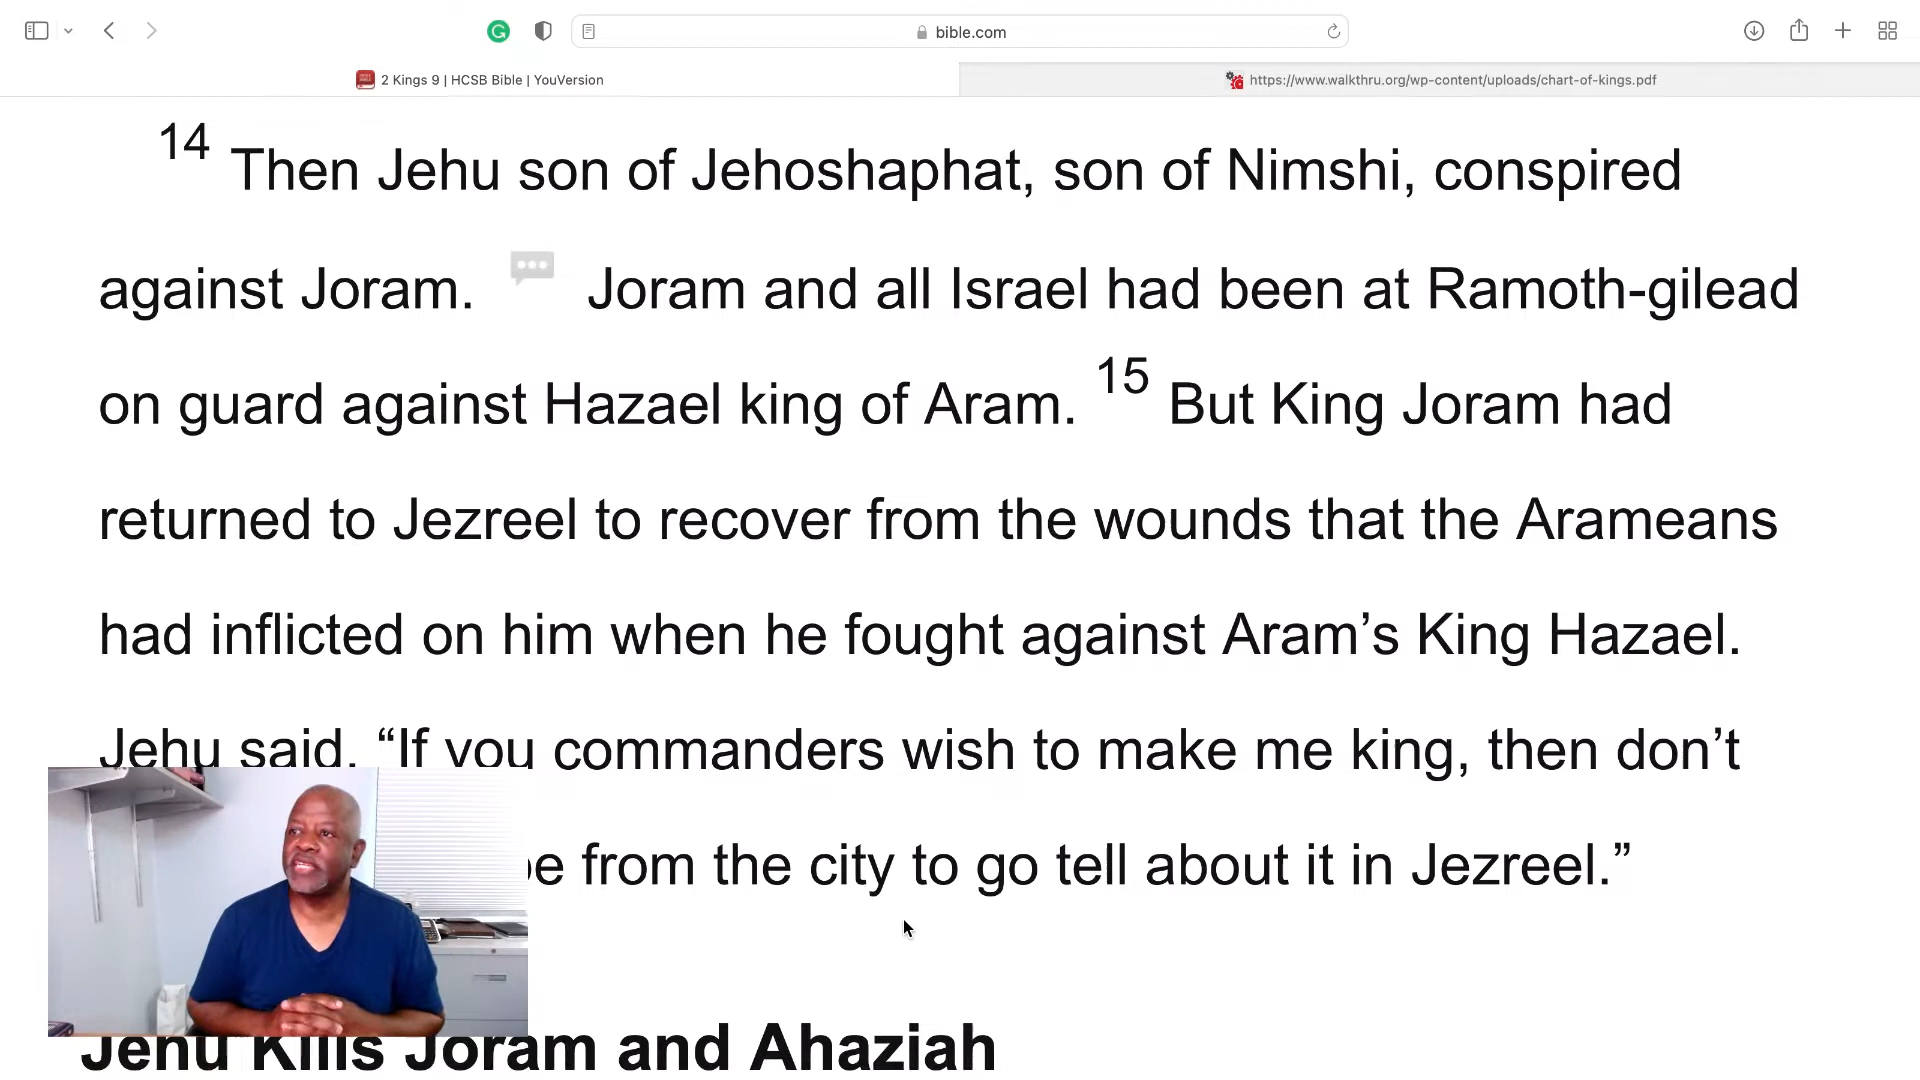 bible.com
2 Kings 9 | HCSB Bible | YouVersion
https://www.walkthru.org/wp-content/uploads/chart-of-kings.pdf
14 Then Jehu son of Jehoshaphat, son of Nimshi, conspired
against Joram. Joram and all Israel had been at Ramoth-gilead
on guard against Hazael king of Aram. 15 But King Joram had
returned to Jezreel to recover from the wounds that the Arameans
had inflicted on him when he fought against Aram’s King Hazael.
Jehu said, “If you commanders wish to make me king, then don’t
from the city to go tell about it in Jezreel.”
Jehu Kills Joram and Ahaziah